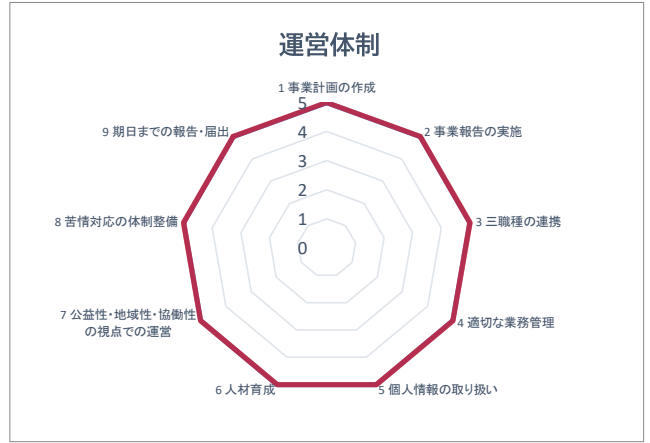 運営体制
1 事業計画の作成
5
9 期日までの報告・届出
4
2 事業報告の実施
3
2
8 苦情対応の体制整備
1
3 三職種の連携
0
7 公益性・地域性・協働性
の視点での運営
4 適切な業務管理
6 人材育成
5 個人情報の取り扱い